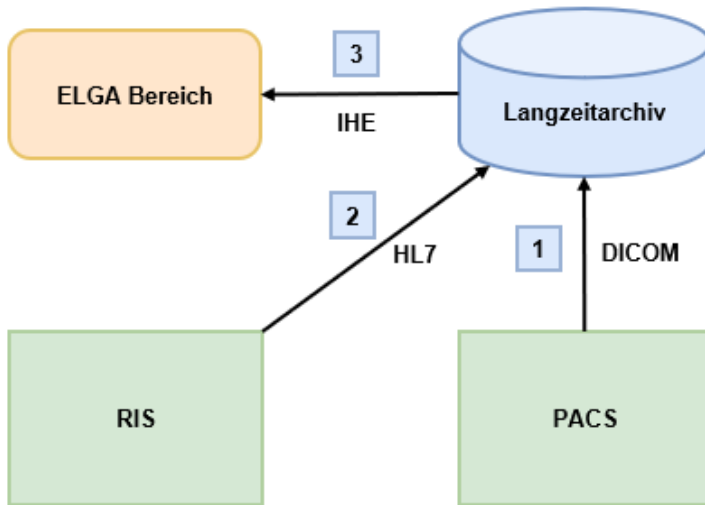 3
ELGA Bereich
Langzeitarchiv
IHE
2
HL7
1
DICOM
RIS
PACS